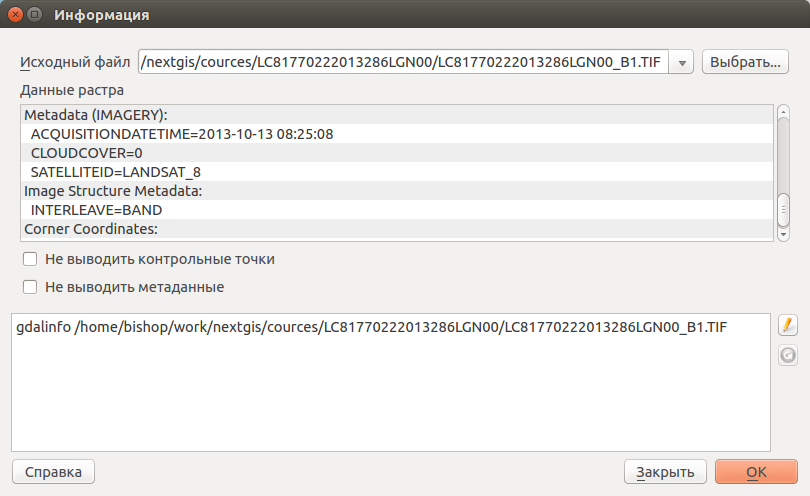 Информация
Исходный файл /nextgis/cources/LC81770222013286LGN00/LC81770222013286LGN00_B1.TIF Выбрать...
Данные растра
Metadata (IMAGERY):
ACQUISITIONDATETIME=2013-10-13 08:25:08
CLOUDCOVER=0
SATELLITEID=LANDSAT_8
Image Structure Metadata:
INTERLEAVE=BAND
Corner Coordinates:
Не выводить контрольные точки
Не выводить метаданные
gdalinfo /home/bishop/work/nextgis/cources/LC81770222013286LGN00/LC81770222013286LGN00_B1.TIF
Справка Закрыть OK